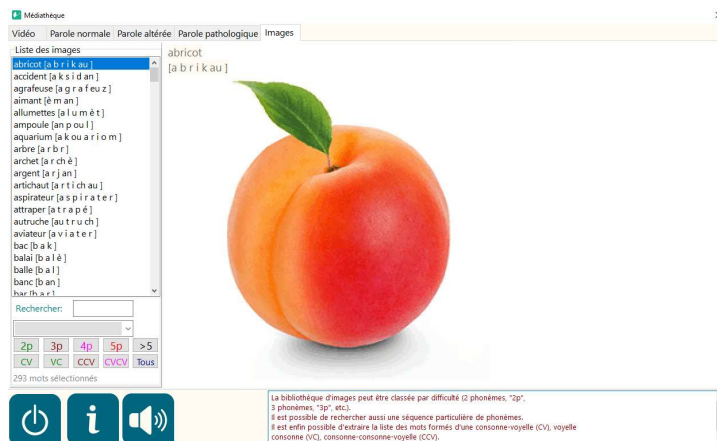 Médiathèque
Vidéo Parole normale Parole altérée Parole pathologique Images
Liste des images
abricot [a b r i k au ]
accident [a k s i d an ]
agrafeuse [a g r a f e u z ]
aimant [è m an ]
allumettes [a l u m è t ]
ampoule [an p ou l ]
aquarium [a k ou a r i o m ]
arbre [a r b r ]
archet [a r ch è ]
argent [a r j an ]
artichaut [a r t i ch au ]
aspirateur [a s p i r a t e r ]
attraper [a t r a p é ]
autruche [au t r u ch ]
aviateur [a v i a t e r ]
bac [b a k ]
balai [b a l è ]
balle [b a l ]
banc [b an ]
bar [b a r ]
Rechercher:
2p 3p 4p 5p >5
CV VC CCV CVCV Tous
293 mots sélectionnés
abricot
[a b r i k au ]
La bibliothèque d'images peut être classée par difficulté (2 phonèmes, "2p",
3 phonèmes, "3p", etc.).
Il est possible de rechercher aussi une séquence particulière de phonèmes.
Il est enfin possible d'extraire la liste des mots formés d'une consonne-voyelle (CV), voyelle
consonne (VC), consonne-consonne-voyelle (CCV).